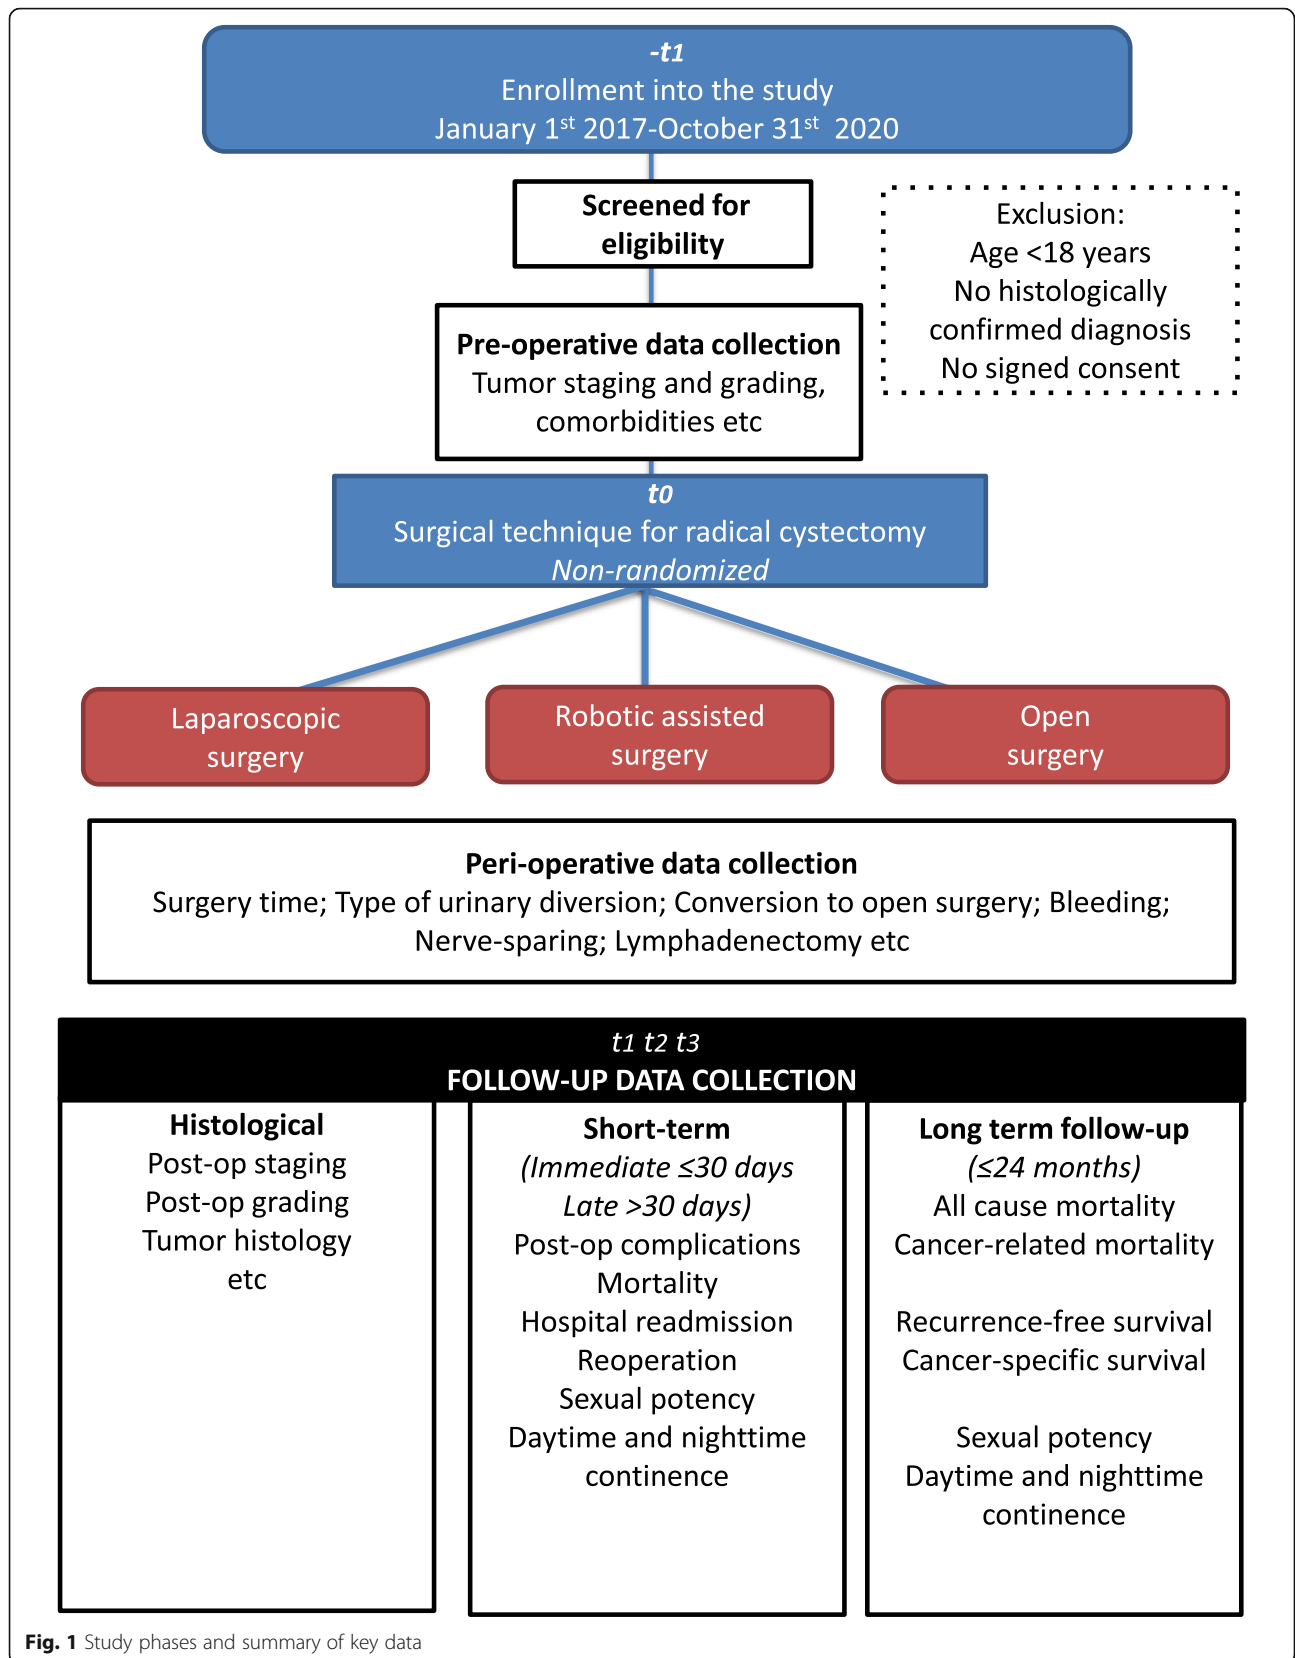 -t1
Enrollment into the study
January 1st 2017-October 31st 2020
Screened for
eligibility
Exclusion:
Age <18 years
No histologically
confirmed diagnosis
No signed consent
Pre-operative data collection
Tumor staging and grading,
comorbidities etc
t0
Surgical technique for radical cystectomy
Non-randomized
Laparoscopic
surgery
Robotic assisted
surgery
Open
surgery
Peri-operative data collection
Surgery time; Type of urinary diversion; Conversion to open surgery; Bleeding;
Nerve-sparing; Lymphadenectomy etc
t1 t2 t3
FOLLOW-UP DATA COLLECTION
Histological
Post-op staging
Post-op grading
Tumor histology
etc
Short-term
(Immediate ≤30 days
Late >30 days)
Post-op complications
Mortality
Hospital readmission
Reoperation
Sexual potency
Daytime and nighttime
continence
Long term follow-up
(≤24 months)
All cause mortality
Cancer-related mortality
Recurrence-free survival
Cancer-specific survival
Sexual potency
Daytime and nighttime
continence
Fig. 1 Study phases and summary of key data